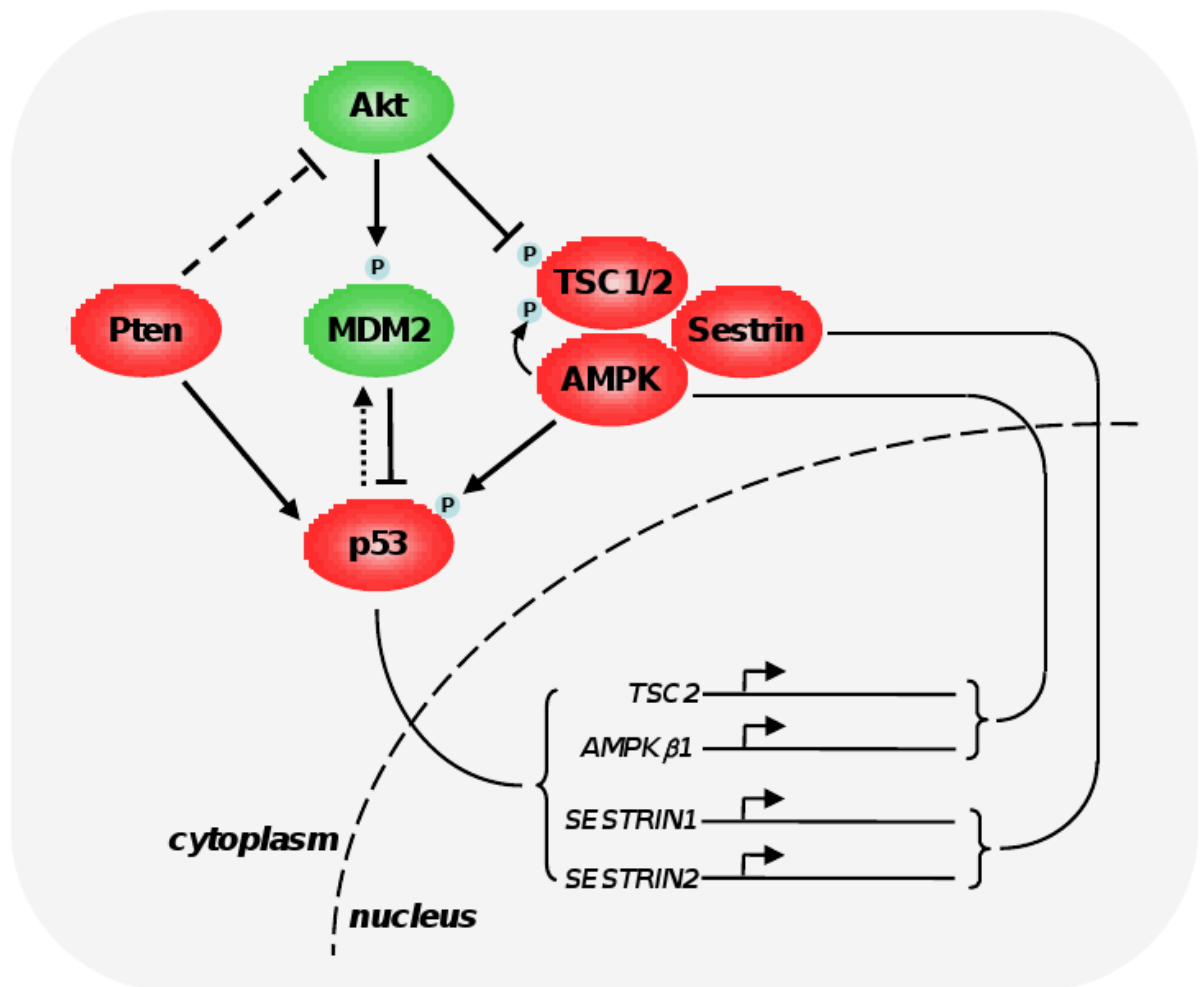 Akt
P
P
TSC1/2
P
Pten
MDM2
Sestrin
AMPK
P
p53
TSC2
AMPKβ1
SESTRIN1
SESTRIN2
cytoplasm
nucleus